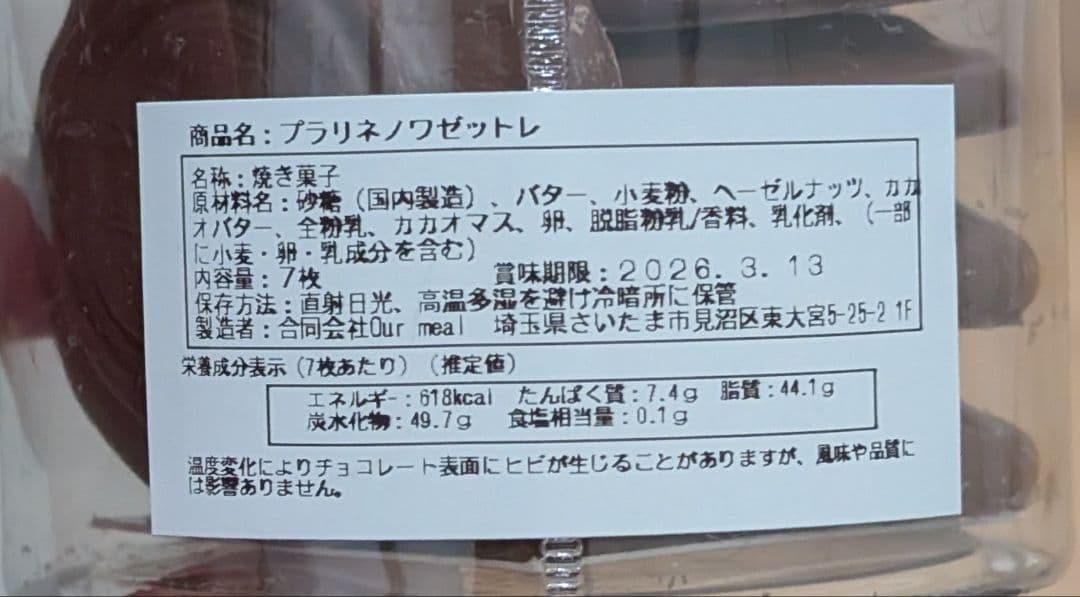 商品名：プラリネノワゼットレ
名称：焼き菓子
原材料名：砂糖（国内製造）、バター、小麦粉、ヘーゼルナッツ、カカ
オバター、全粉乳、カカオマス、卵、脱脂粉乳/香料、乳化剤、（一部
に小麦・卵・乳成分を含む）
内容量：7枚 賞味期限：2026.3.13
保存方法：直射日光、高温多湿を避け冷暗所に保管
製造者：合同会社Our meal 埼玉県さいたま市見沼区東大宮5-25-2 1F
栄養成分表示（7枚あたり）（推定値）
エネルギー：618kcal たんぱく質：7.4g 脂質：44.1g
炭水化物：49.7g 食塩相当量：0.1g
温度変化によりチョコレート表面にヒビが生じることがありますが、風味や品質に
は影響ありません。